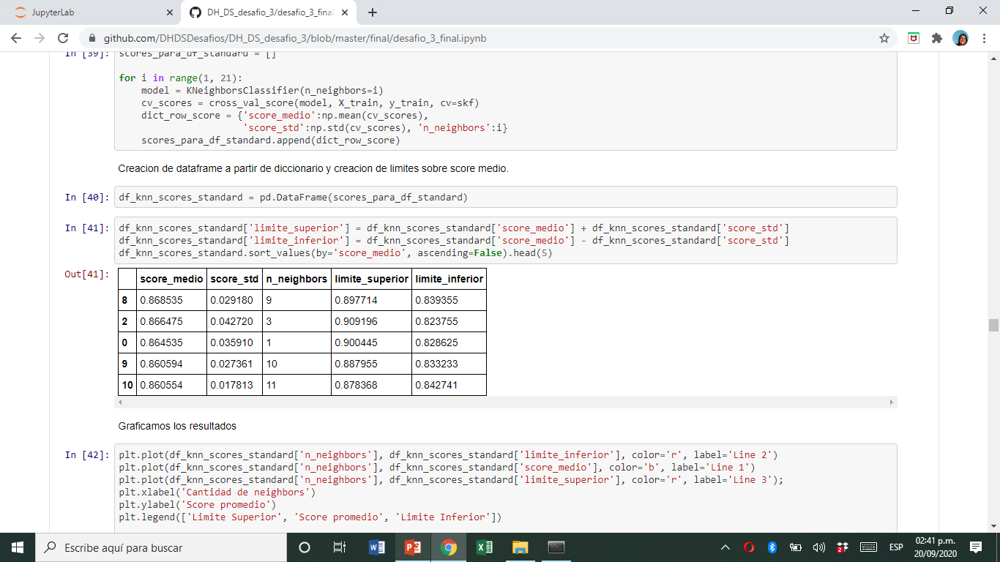 JupyterLab
DH_DS_desafio_3/desafio_3_final
github.com/DHDSDesafios/DH_DS_desafio_3/blob/master/final/desafio_3_final.ipynb
In [39]: scores_para_df_standard = []
for i in range(1, 21):
    model = KNeighborsClassifier(n_neighbors=i)
    cv_scores = cross_val_score(model, X_train, y_train, cv=skf)
    dict_row_score = {'score_medio':np.mean(cv_scores),
                      'score_std':np.std(cv_scores), 'n_neighbors':i}
    scores_para_df_standard.append(dict_row_score)
Creacion de dataframe a partir de diccionario y creacion de limites sobre score medio.
In [40]: df_knn_scores_standard = pd.DataFrame(scores_para_df_standard)
In [41]: df_knn_scores_standard['limite_superior'] = df_knn_scores_standard['score_medio'] + df_knn_scores_standard['score_std']
df_knn_scores_standard['limite_inferior'] = df_knn_scores_standard['score_medio'] - df_knn_scores_standard['score_std']
df_knn_scores_standard.sort_values(by='score_medio', ascending=False).head(5)
Out[41]:
score_medio score_std n_neighbors limite_superior limite_inferior
8 0.868535 0.029180 9 0.897714 0.839355
2 0.866475 0.042720 3 0.909196 0.823755
0 0.864535 0.035910 1 0.900445 0.828625
9 0.860594 0.027361 10 0.887955 0.833233
10 0.860554 0.017813 11 0.878368 0.842741
Graficamos los resultados
In [42]: plt.plot(df_knn_scores_standard['n_neighbors'], df_knn_scores_standard['limite_inferior'], color='r', label='Line 2')
plt.plot(df_knn_scores_standard['n_neighbors'], df_knn_scores_standard['score_medio'], color='b', label='Line 1')
plt.plot(df_knn_scores_standard['n_neighbors'], df_knn_scores_standard['limite_superior'], color='r', label='Line 3');
plt.xlabel('Cantidad de neighbors')
plt.ylabel('Score promedio')
plt.legend(['Limite Superior', 'Score promedio', 'Limite Inferior'])
Escribe aquí para buscar
ESP
02:41 p.m.
20/09/2020